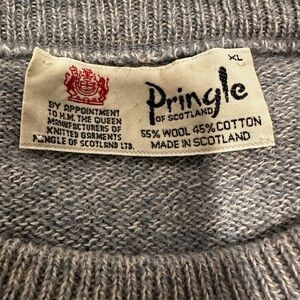 XL
Pringle
OF SCOTLAND
55% WOOL 45% COTTON
MADE IN SCOTLAND
BY APPOINTMENT
TO H.M. THE QUEEN
MANUFACTURERS OF
KNITTED GARMENTS
PRINGLE OF SCOTLAND LTD.